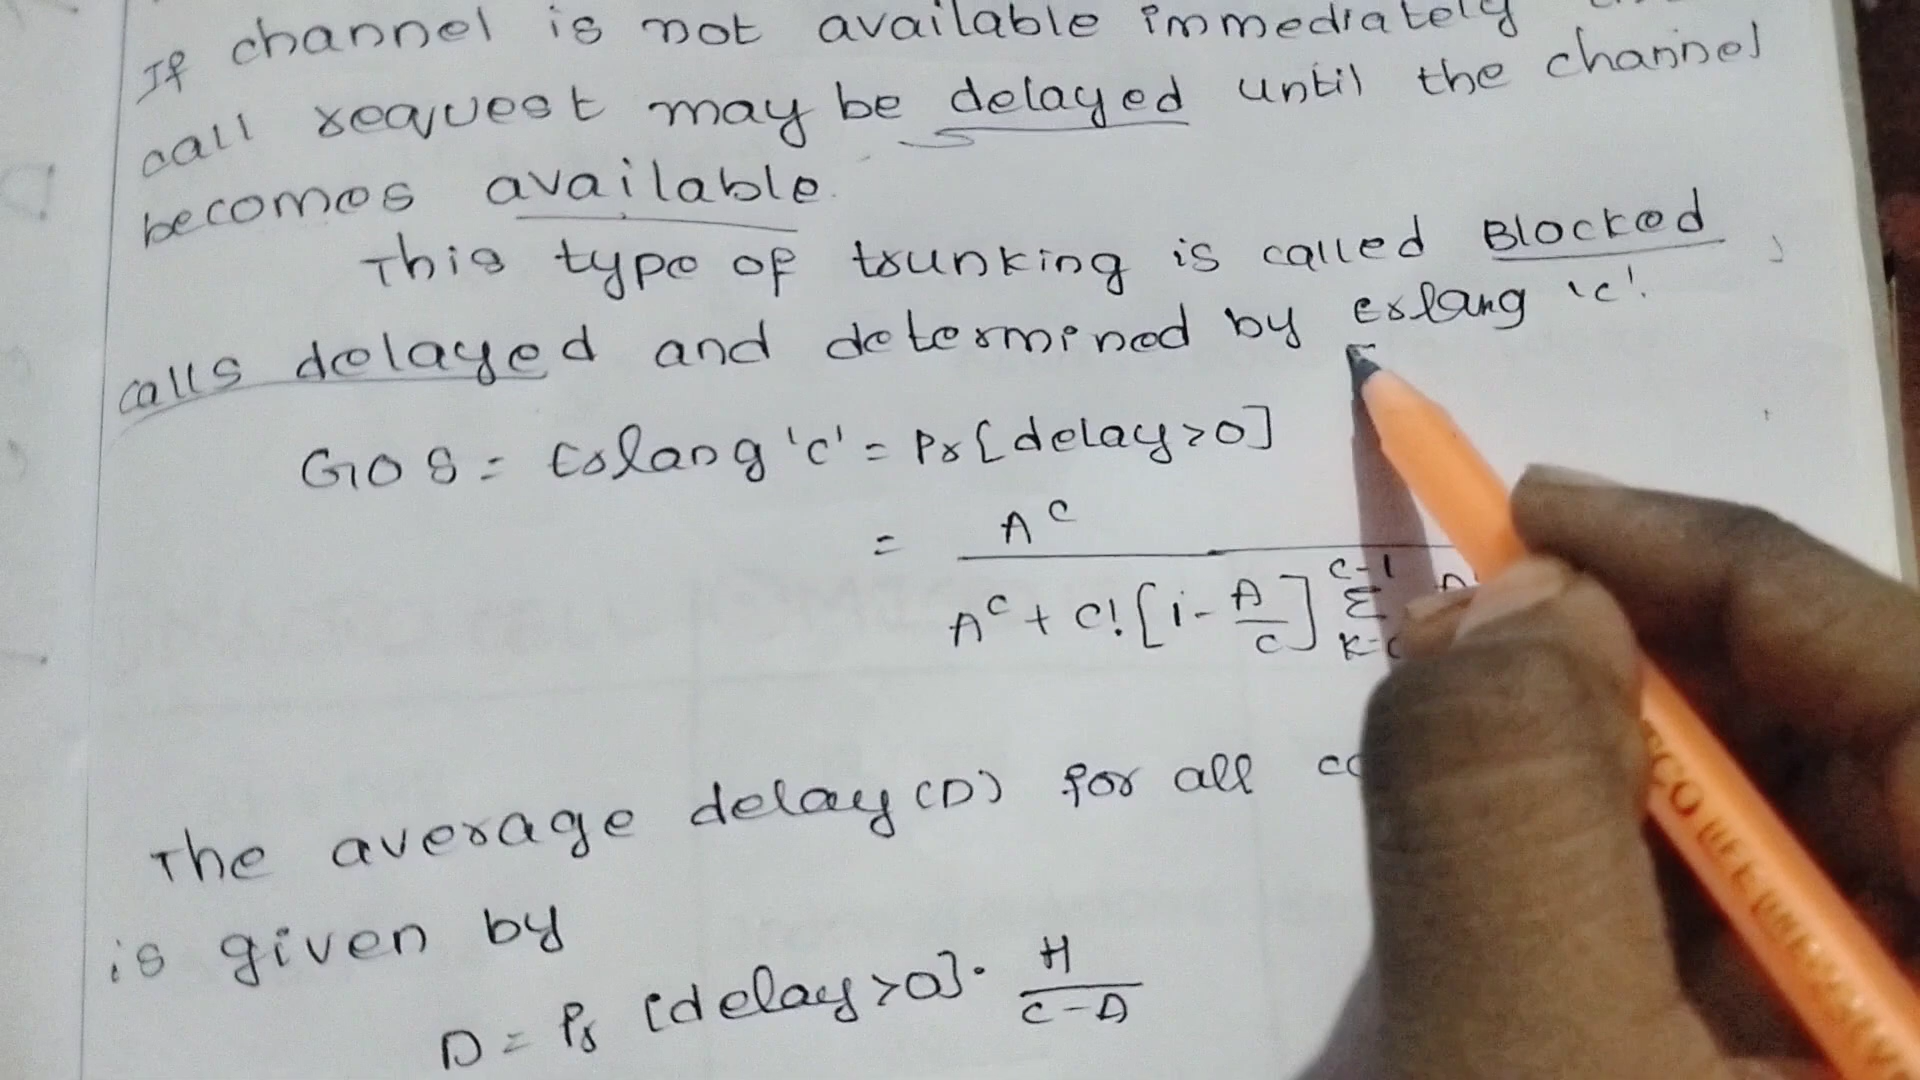 If channel is not available immediately
call request may be delayed until the channel
becomes available.
This type of trunking is called Blocked
calls delayed and determined by erlang 'c'.
GOS = Erlang 'c' = Pr[delay>0]
= A^C / (A^C + C! [1 - A/C] Σ_{k=0}^{C-1}
The average delay (D) for all
is given by
D = Pr [delay>0] · H / (C-A)